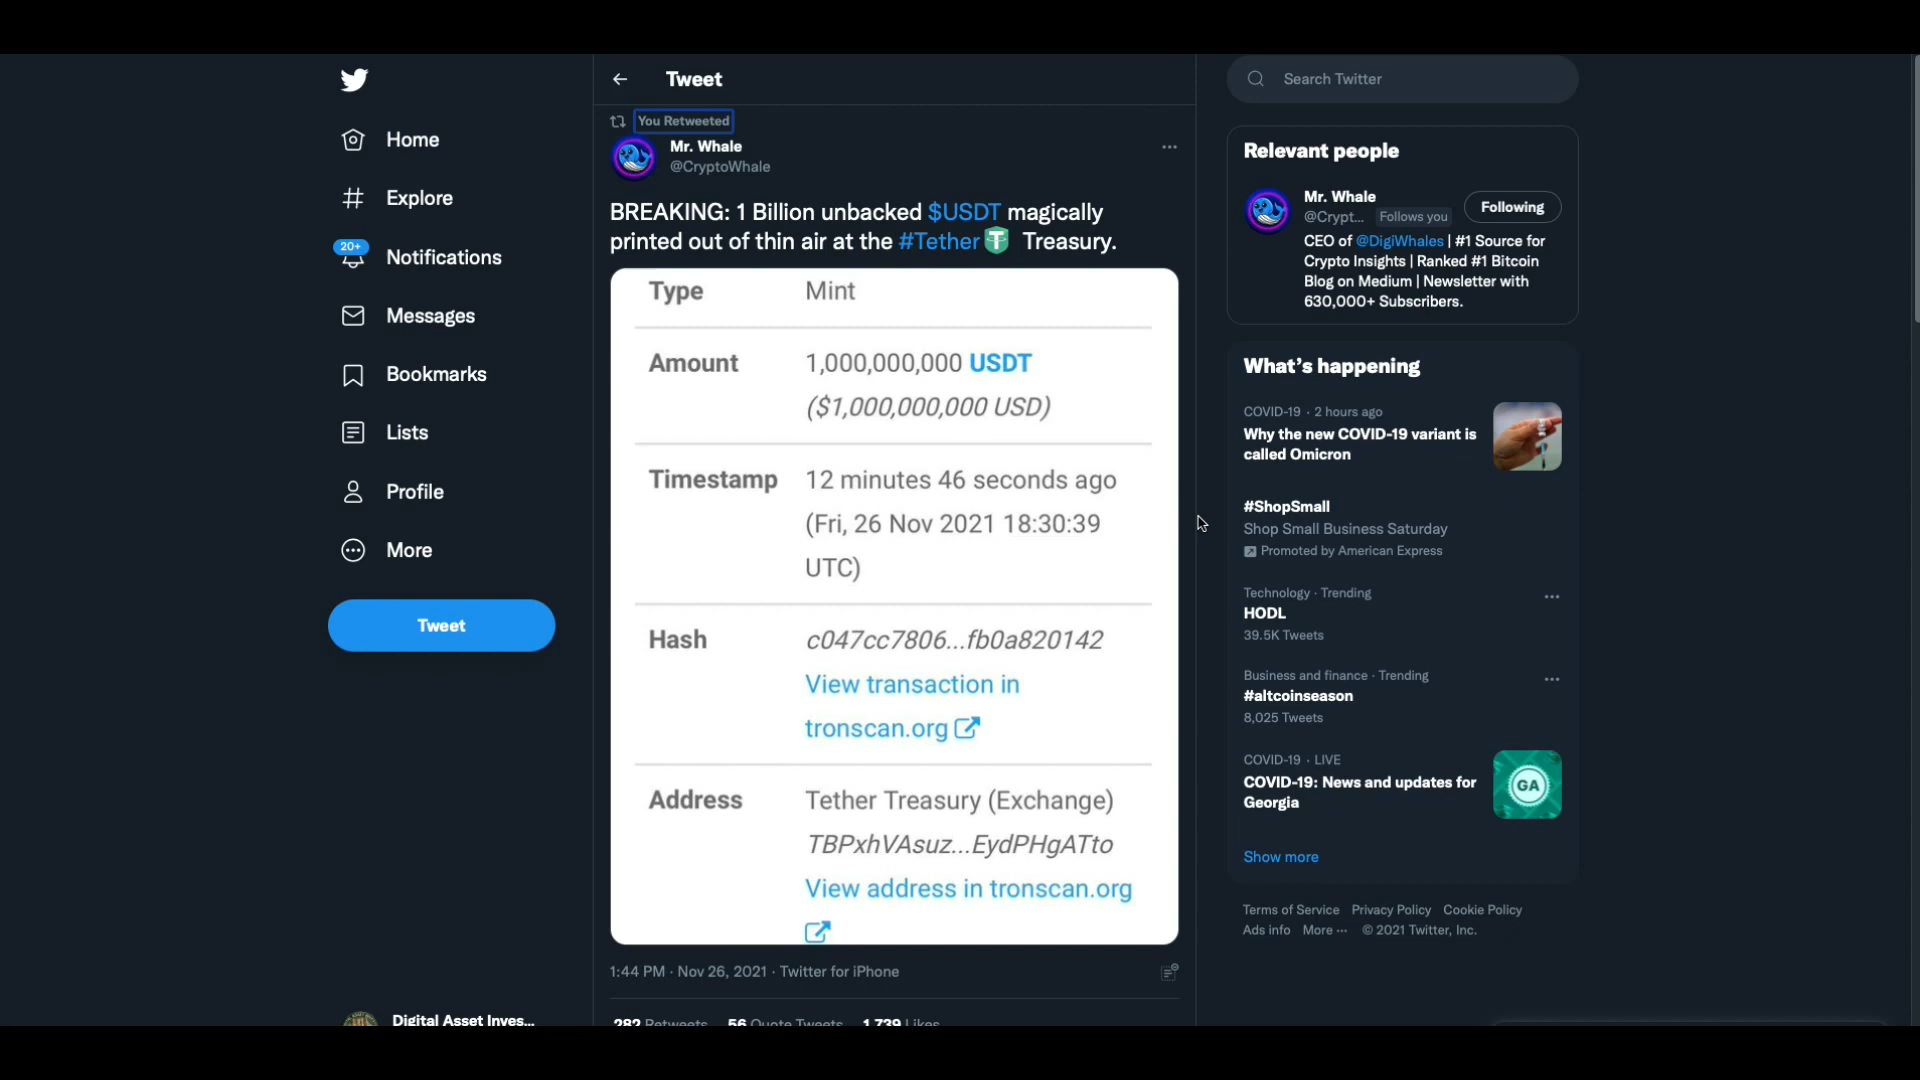 Home
Explore
20+
Notifications
Messages
Bookmarks
Lists
Profile
More
Tweet
Digital Asset Inves...
Tweet
You Retweeted
Mr. Whale
@CryptoWhale
BREAKING: 1 Billion unbacked $USDT magically
printed out of thin air at the #Tether Treasury.
Type Mint
Amount 1,000,000,000 USDT
($1,000,000,000 USD)
Timestamp 12 minutes 46 seconds ago
(Fri, 26 Nov 2021 18:30:39
UTC)
Hash c047cc7806...fb0a820142
View transaction in
tronscan.org
Address Tether Treasury (Exchange)
TBPxhVAsuz...EydPHgATto
View address in tronscan.org
1:44 PM · Nov 26, 2021 · Twitter for iPhone
282 Retweets 56 Quote Tweets 1,739 Likes
Search Twitter
Relevant people
Mr. Whale
@Crypt... Follows you
Following
CEO of @DigiWhales | #1 Source for
Crypto Insights | Ranked #1 Bitcoin
Blog on Medium | Newsletter with
630,000+ Subscribers.
What's happening
COVID-19 · 2 hours ago
Why the new COVID-19 variant is
called Omicron
#ShopSmall
Shop Small Business Saturday
Promoted by American Express
Technology · Trending
HODL
39.5K Tweets
Business and finance · Trending
#altcoinseason
8,025 Tweets
COVID-19 · LIVE
COVID-19: News and updates for
Georgia
GA
Show more
Terms of Service Privacy Policy Cookie Policy
Ads info More ··· © 2021 Twitter, Inc.